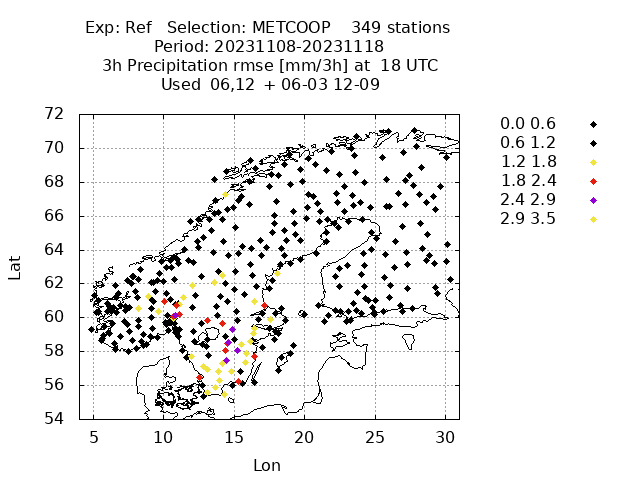 Exp: Ref   Selection: METCOOP    349 stations
Period: 20231108-20231118
3h Precipitation rmse [mm/3h] at  18 UTC
Used  06,12  + 06-03 12-09
72
70
68
66
64
62
60
58
56
54
Lat
5 10 15 20 25 30
Lon
0.0 0.6
0.6 1.2
1.2 1.8
1.8 2.4
2.4 2.9
2.9 3.5